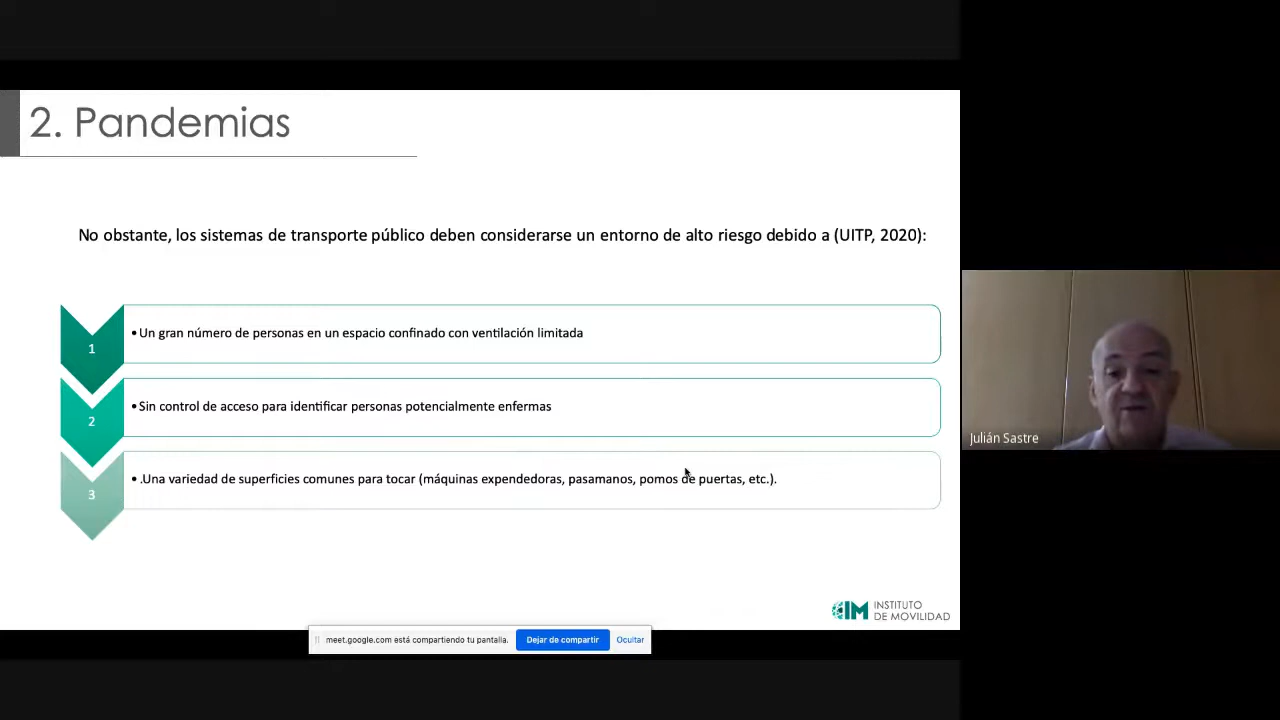 2. Pandemias
No obstante, los sistemas de transporte público deben considerarse un entorno de alto riesgo debido a (UITP, 2020):
1
•Un gran número de personas en un espacio confinado con ventilación limitada
2
•Sin control de acceso para identificar personas potencialmente enfermas
3
•.Una variedad de superficies comunes para tocar (máquinas expendedoras, pasamanos, pomos de puertas, etc.).
Julián Sastre
IM INSTITUTO
DE MOVILIDAD
meet.google.com está compartiendo tu pantalla. Dejar de compartir Ocultar